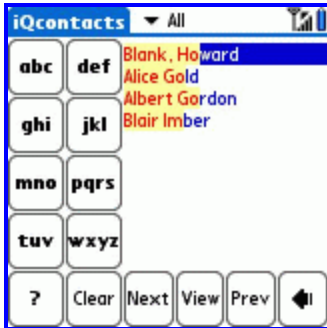 iQcontacts All
abc def Blank, Howard
Alice Gold
Albert Gordon
ghi jkl Blair Imber
mno pqrs
tuv wxyz
? Clear Next View Prev